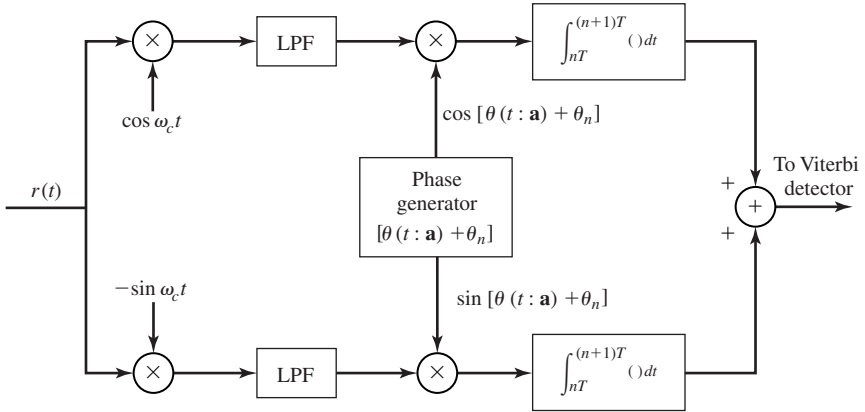 ×
LPF
×
∫_{nT}^{(n+1)T} ( ) dt
cos ω_c t
cos [θ (t : a) + θ_n]
r(t)
Phase
generator
[θ (t : a) + θ_n]
+
+
+
To Viterbi
detector
−sin ω_c t
sin [θ (t : a) + θ_n]
×
LPF
×
∫_{nT}^{(n+1)T} ( ) dt